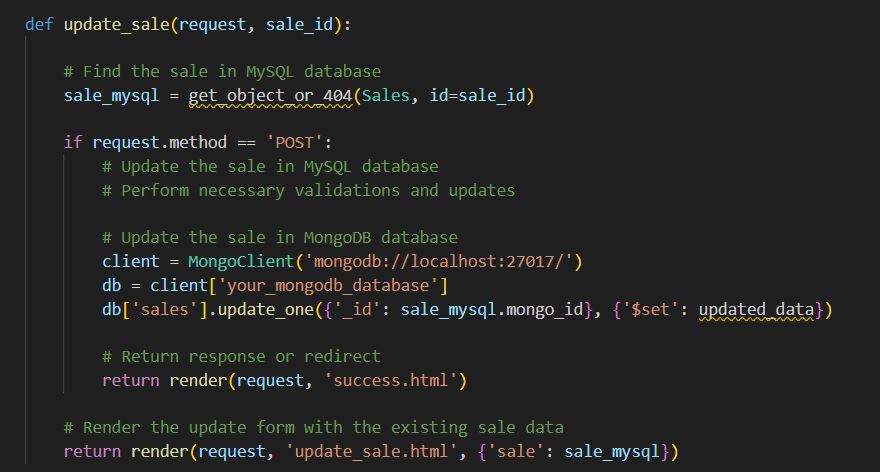 def update_sale(request, sale_id):
# Find the sale in MySQL database
sale_mysql = get_object_or_404(Sales, id=sale_id)
if request.method == 'POST':
# Update the sale in MySQL database
# Perform necessary validations and updates
# Update the sale in MongoDB database
client = MongoClient('mongodb://localhost:27017/')
db = client['your_mongodb_database']
db['sales'].update_one({'_id': sale_mysql.mongo_id}, {'$set': updated_data})
# Return response or redirect
return render(request, 'success.html')
# Render the update form with the existing sale data
return render(request, 'update_sale.html', {'sale': sale_mysql})